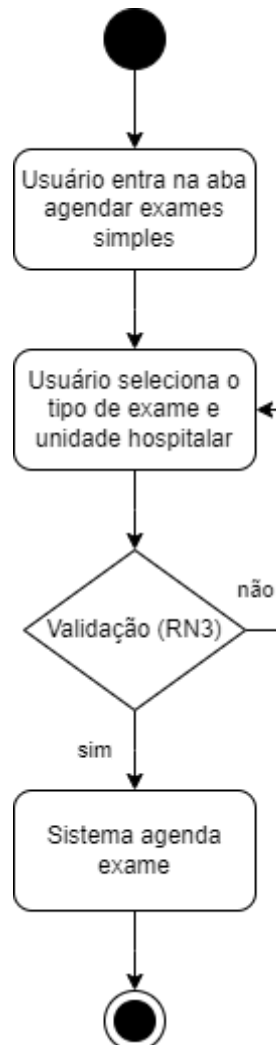 Usuário entra na aba
agendar exames
simples
Usuário seleciona o
tipo de exame e
unidade hospitalar
não
Validação (RN3)
sim
Sistema agenda
exame